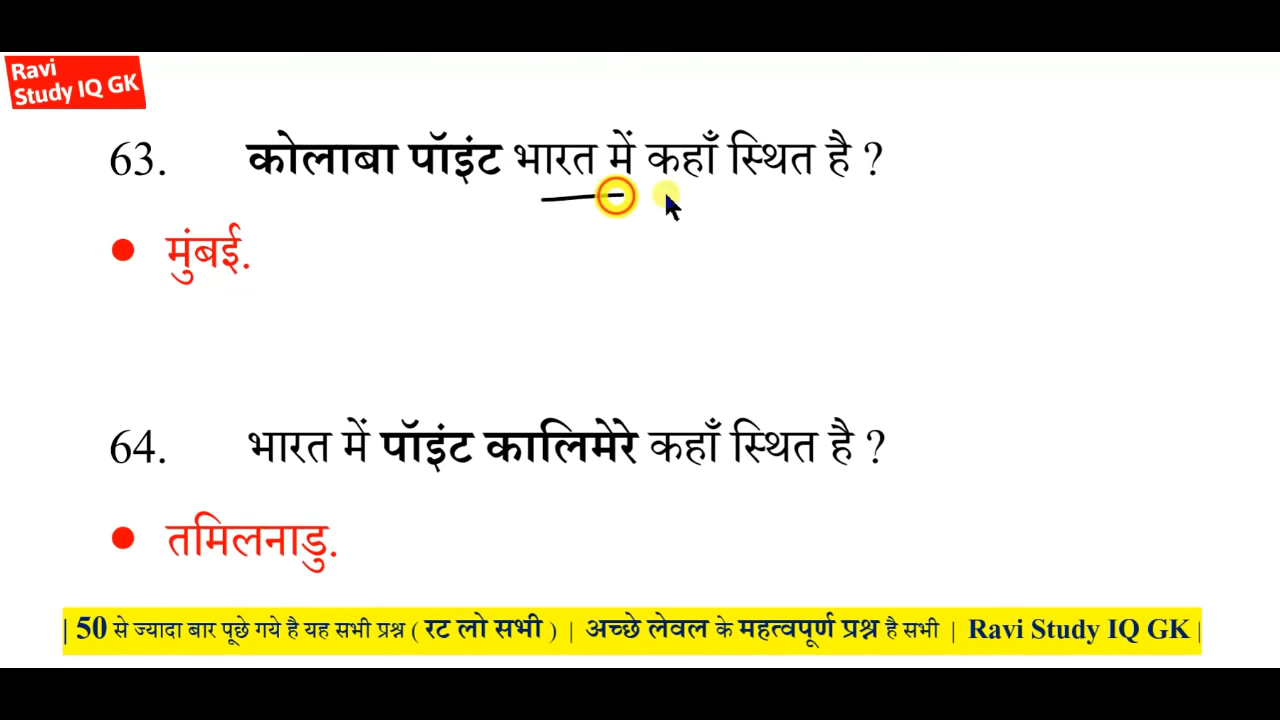 Ravi
Study IQ GK
63. कोलाबा पॉइंट भारत में कहाँ स्थित है ?
• मुंबई.
64. भारत में पॉइंट कालिमेरे कहाँ स्थित है ?
• तमिलनाडु.
| 50 से ज्यादा बार पूछे गये है यह सभी प्रश्न ( रट लो सभी ) | अच्छे लेवल के महत्वपूर्ण प्रश्न है सभी | Ravi Study IQ GK |